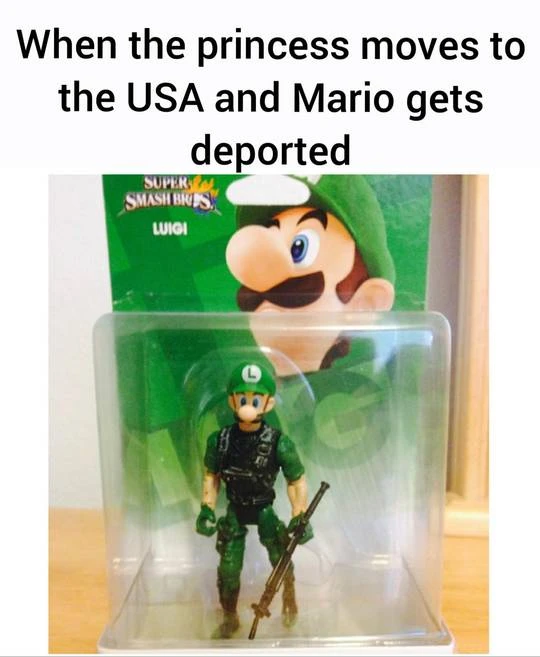 When the princess moves to
the USA and Mario gets
deported
SUPER
SMASH BROS.
LUIGI
L